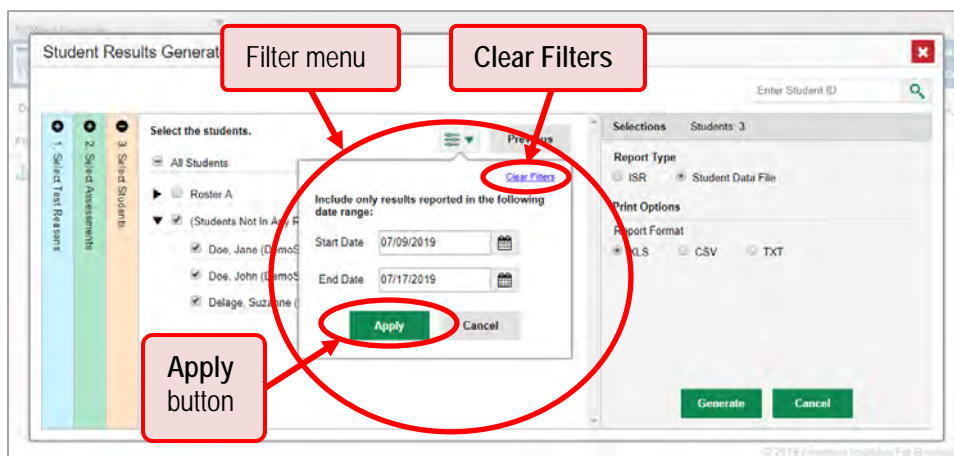 Student Results Generat
Filter menu
Clear Filters
Enter Student ID
1. Select Test Reasons
2. Select Assessments
3. Select Students
Select the students.
Previous
All Students
Roster A
(Students Not In Any R
Doe, Jane (DemoS
Doe, John (DemoS
Delage, Suzanne (
Clear Filters
Include only results reported in the following
date range:
Start Date 07/09/2019
End Date 07/17/2019
Apply Cancel
Apply
button
Selections Students: 3
Report Type
ISR Student Data File
Print Options
Report Format
XLS CSV TXT
Generate Cancel